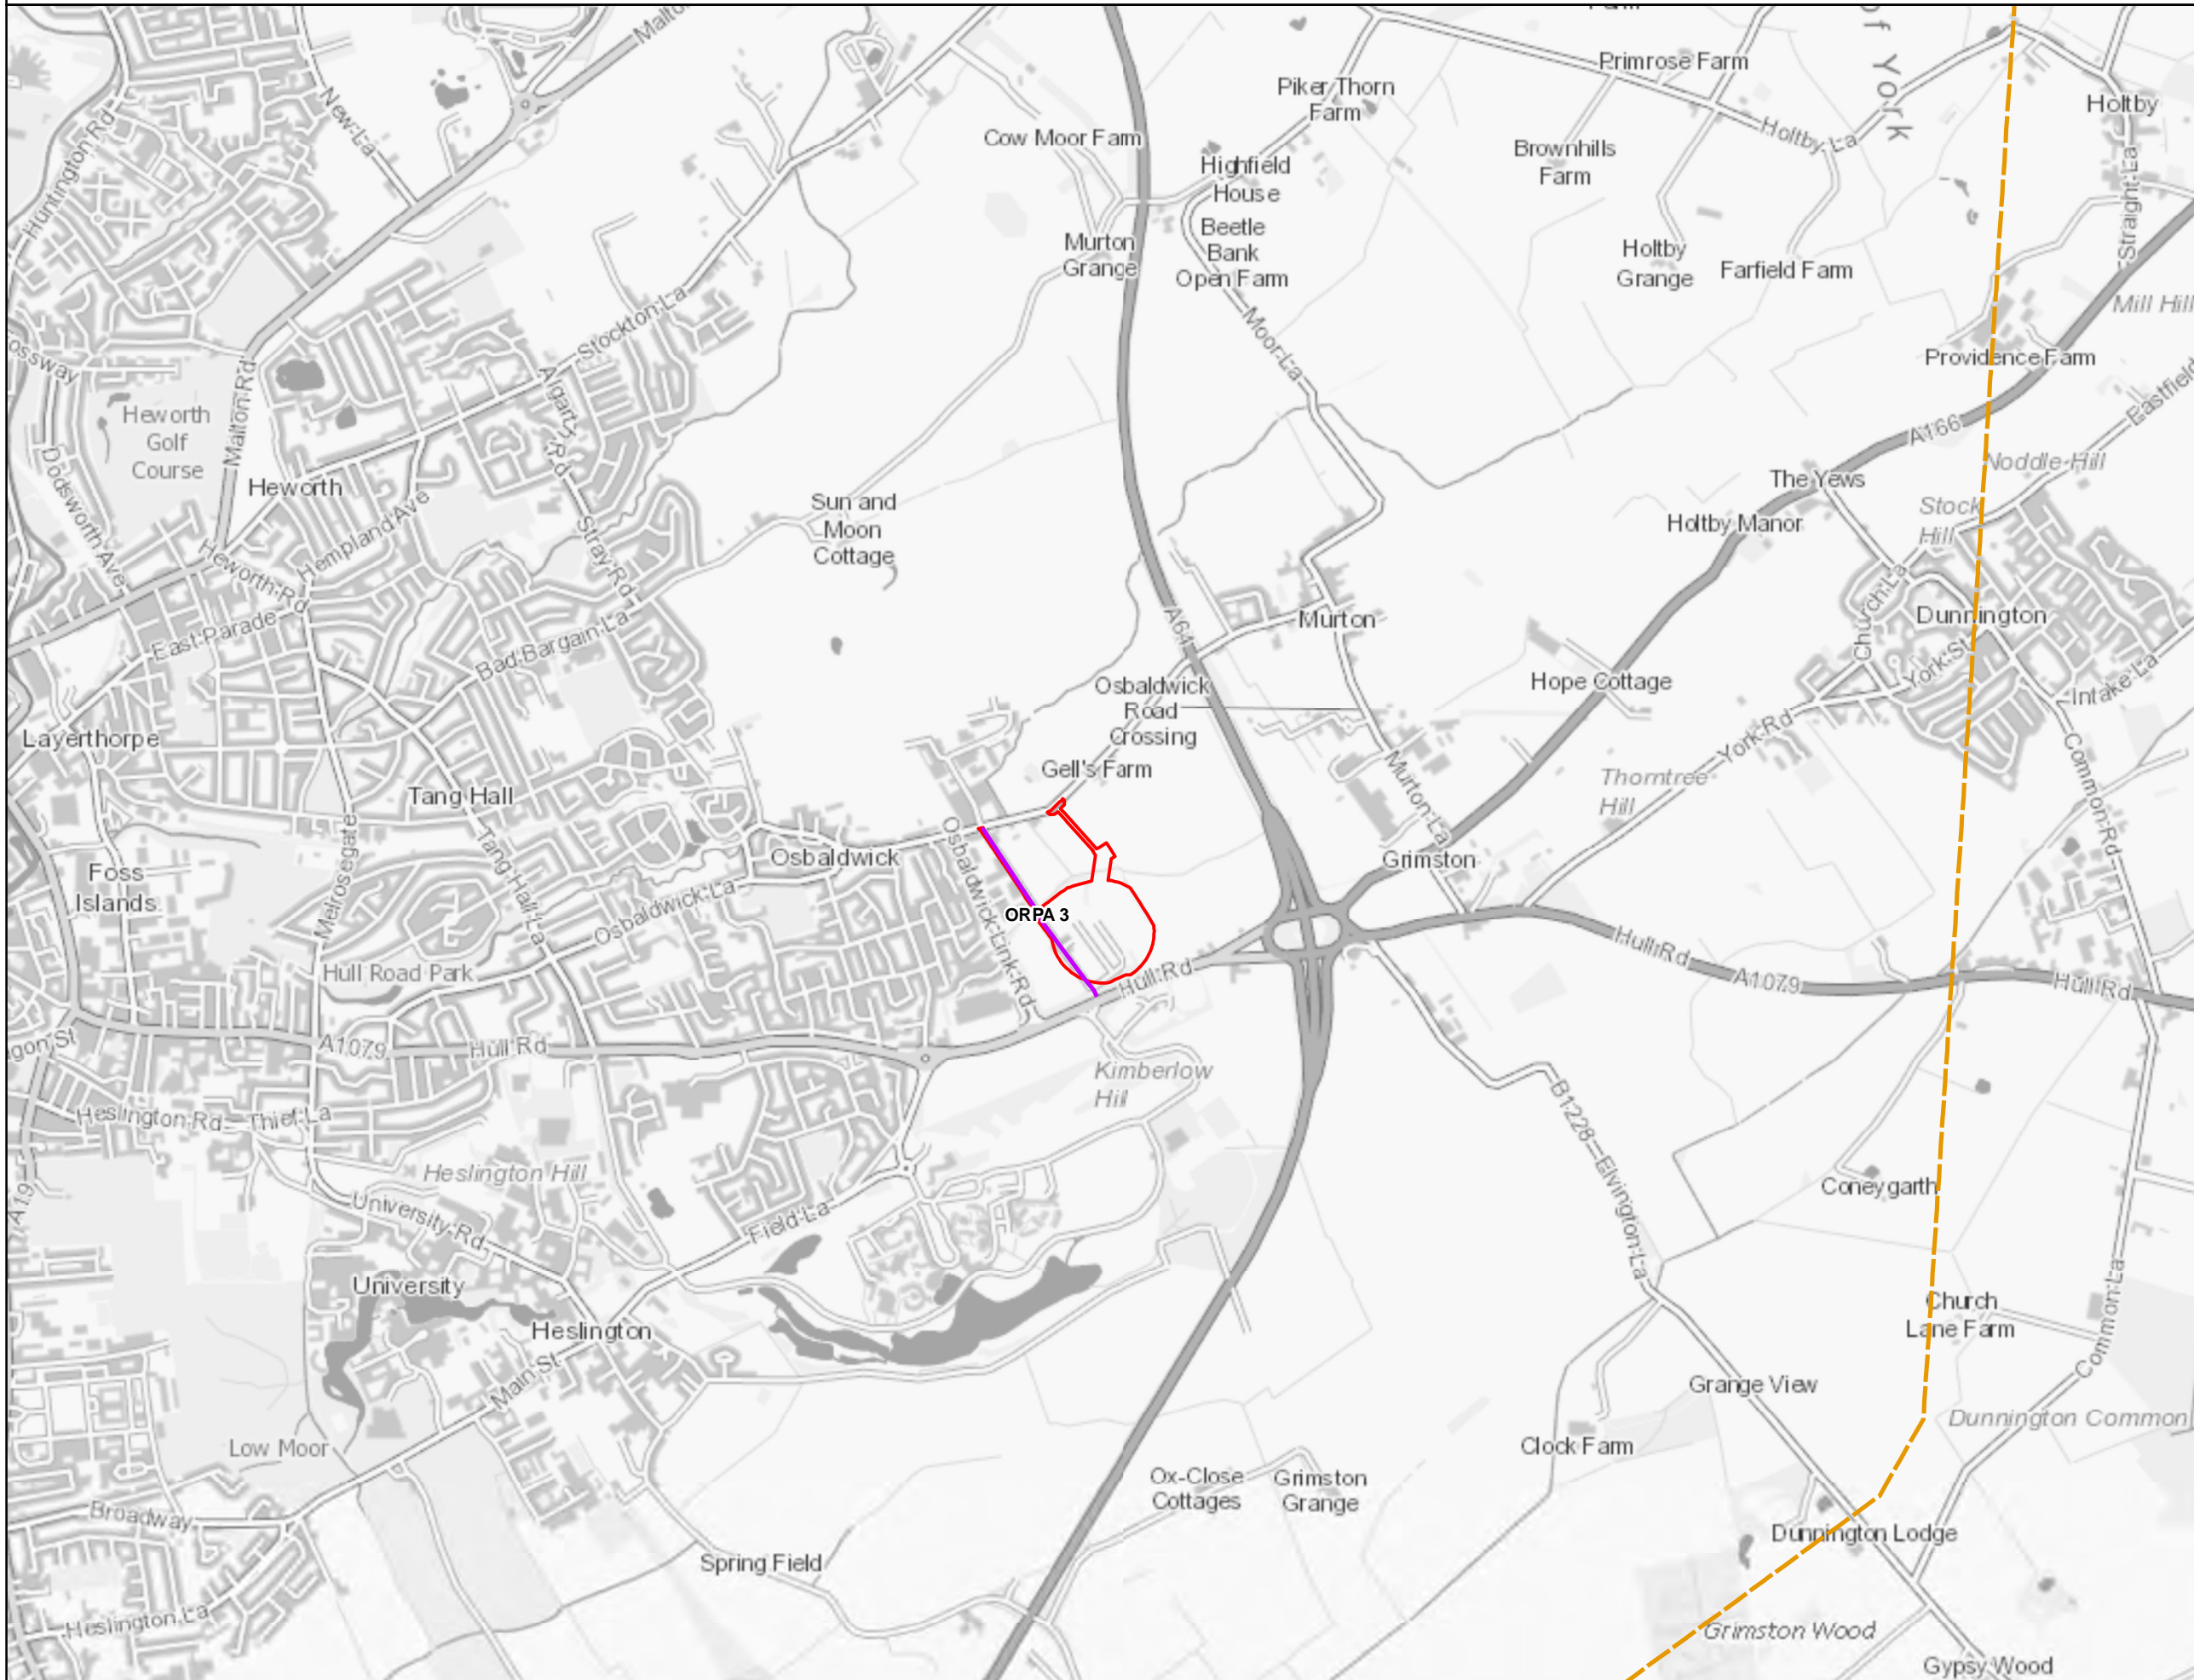 Malto
of York
Primrose Farm
Piker Thorn
Farm
Holtby
New La
Huntington Rd
Cow Moor Farm
Holtby La
Brownhills
Farm
Highfield
House
Straight La
Beetle
Bank
Open Farm
Murton
Grange
Holtby
Grange
Farfield Farm
Mill Hill
Stockton La
Moor La
ossway
Providence Farm
Malton Rd
Algarth Rd
Heworth
Golf
Course
Eastfield
A166
Dodsworth Ave
Heworth
Noddle Hill
The Yews
Hempland Ave
Sun and
Moon
Cottage
Stray Rd
Stock
Hill
Holtby Manor
Heworth Rd
Church La
Dunnington
East Parade
Bad Bargain La
A64
Murton
York St
Intake La
Osbaldwick
Road
Crossing
Hope Cottage
Layerthorpe
York Rd
Gell's Farm
Murton La
Common Rd
Thorntree
Hill
Tang Hall
Tang Hall La
Osbaldwick
Osbaldwick Link Rd
Grimston
Foss
Islands
Melrosegate
Osbaldwick La
ORPA 3
Hull Rd
Hull Road Park
Hull Rd
A1079
Hull Rd
gon St
A1079
Hull Rd
Kimberlow
Hill
Heslington Rd
Thief La
B1228
Elvington La
Heslington Hill
A19
University Rd
Field La
Coneygarth
University
Church
Lane Farm
Common La
Heslington
Main St
Grange View
Dunnington Common
Low Moor
Clock Farm
Ox-Close
Cottages
Grimston
Grange
Broadway
Dunnington Lodge
Spring Field
Heslington La
Grimston Wood
Gypsy Wood